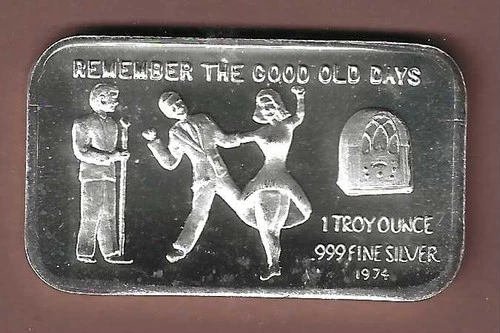 REMEMBER THE GOOD OLD DAYS
1 TROY OUNCE
.999 FINE SILVER
1974